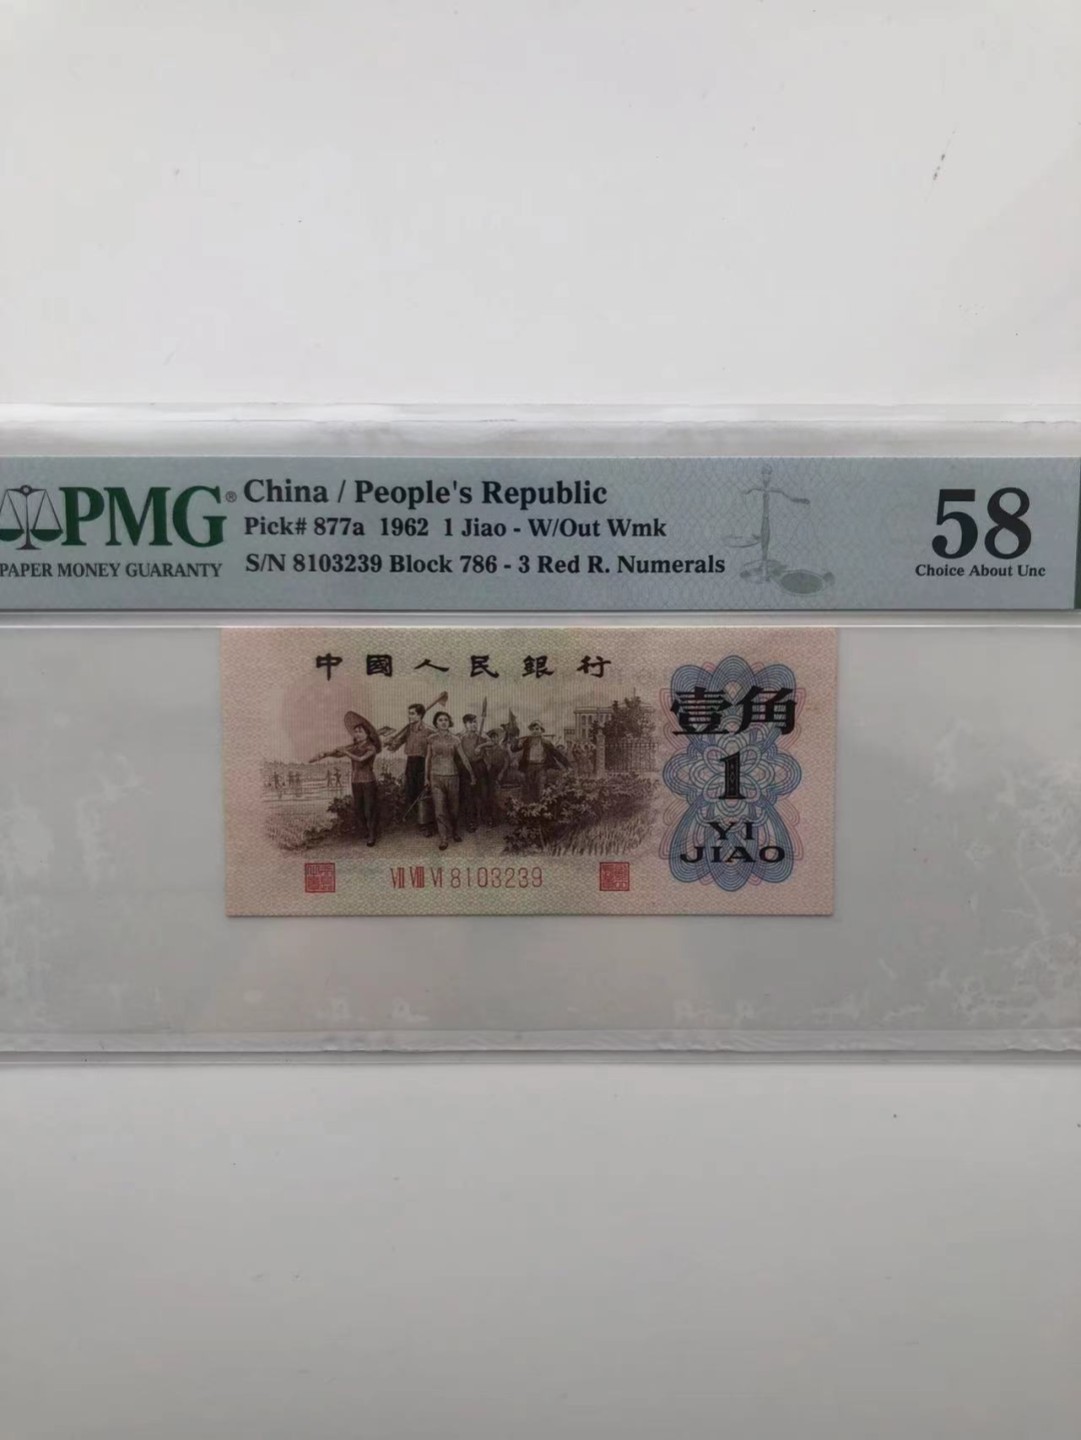 PMG®
PAPER MONEY GUARANTY
China / People's Republic
Pick# 877a 1962 1 Jiao - W/Out Wmk
S/N 8103239 Block 786 - 3 Red R. Numerals
58
Choice About Unc
中國人民銀行
壹角
1
YI
JIAO
VII VIII VI 8103239